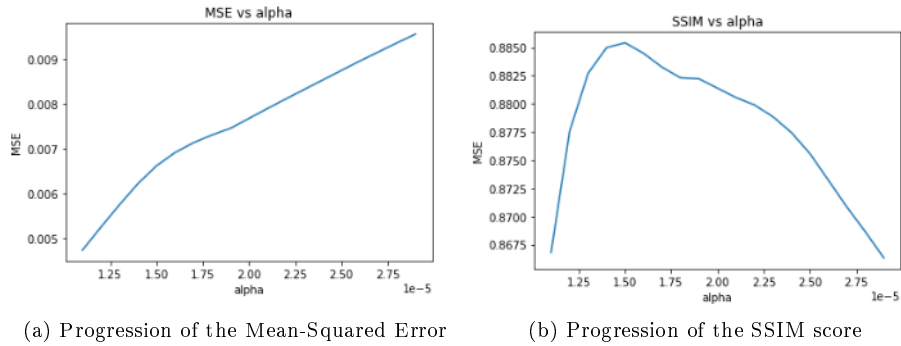 MSE vs alpha
0.009
0.008
0.007
0.006
0.005
MSE
1.25 1.50 1.75 2.00 2.25 2.50 2.75
1e−5
alpha
(a) Progression of the Mean-Squared Error
SSIM vs alpha
0.8850
0.8825
0.8800
0.8775
0.8750
0.8725
0.8700
0.8675
MSE
1.25 1.50 1.75 2.00 2.25 2.50 2.75
1e−5
alpha
(b) Progression of the SSIM score